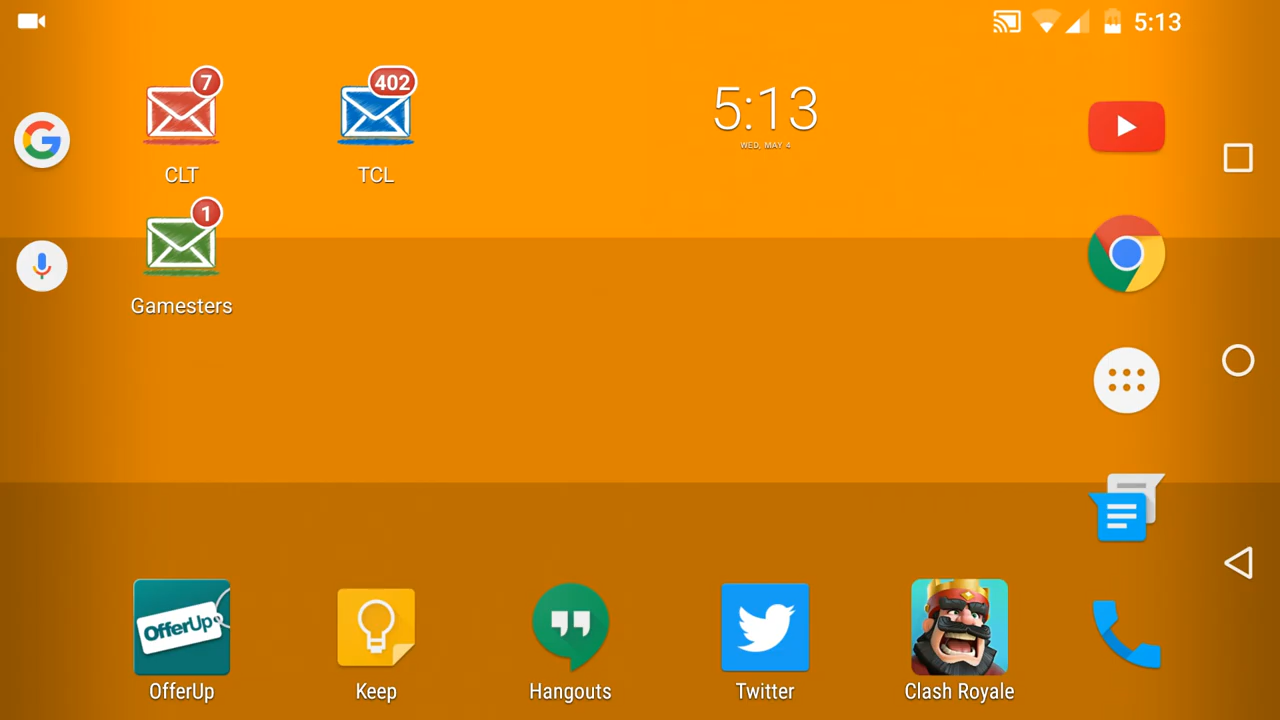 5:13
7
402
CLT
TCL
5:13
WED, MAY 4
1
Gamesters
OfferUp
OfferUp
Keep
Hangouts
Twitter
Clash Royale